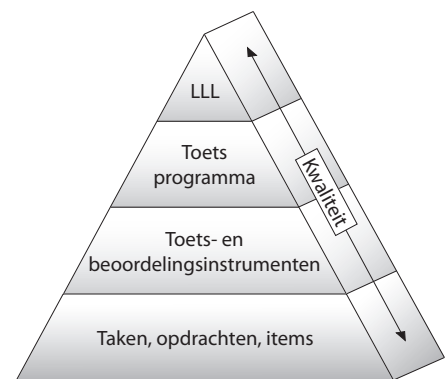 LLL
Toets
programma
Kwaliteit
Toets- en
beoordelingsinstrumenten
Taken, opdrachten, items